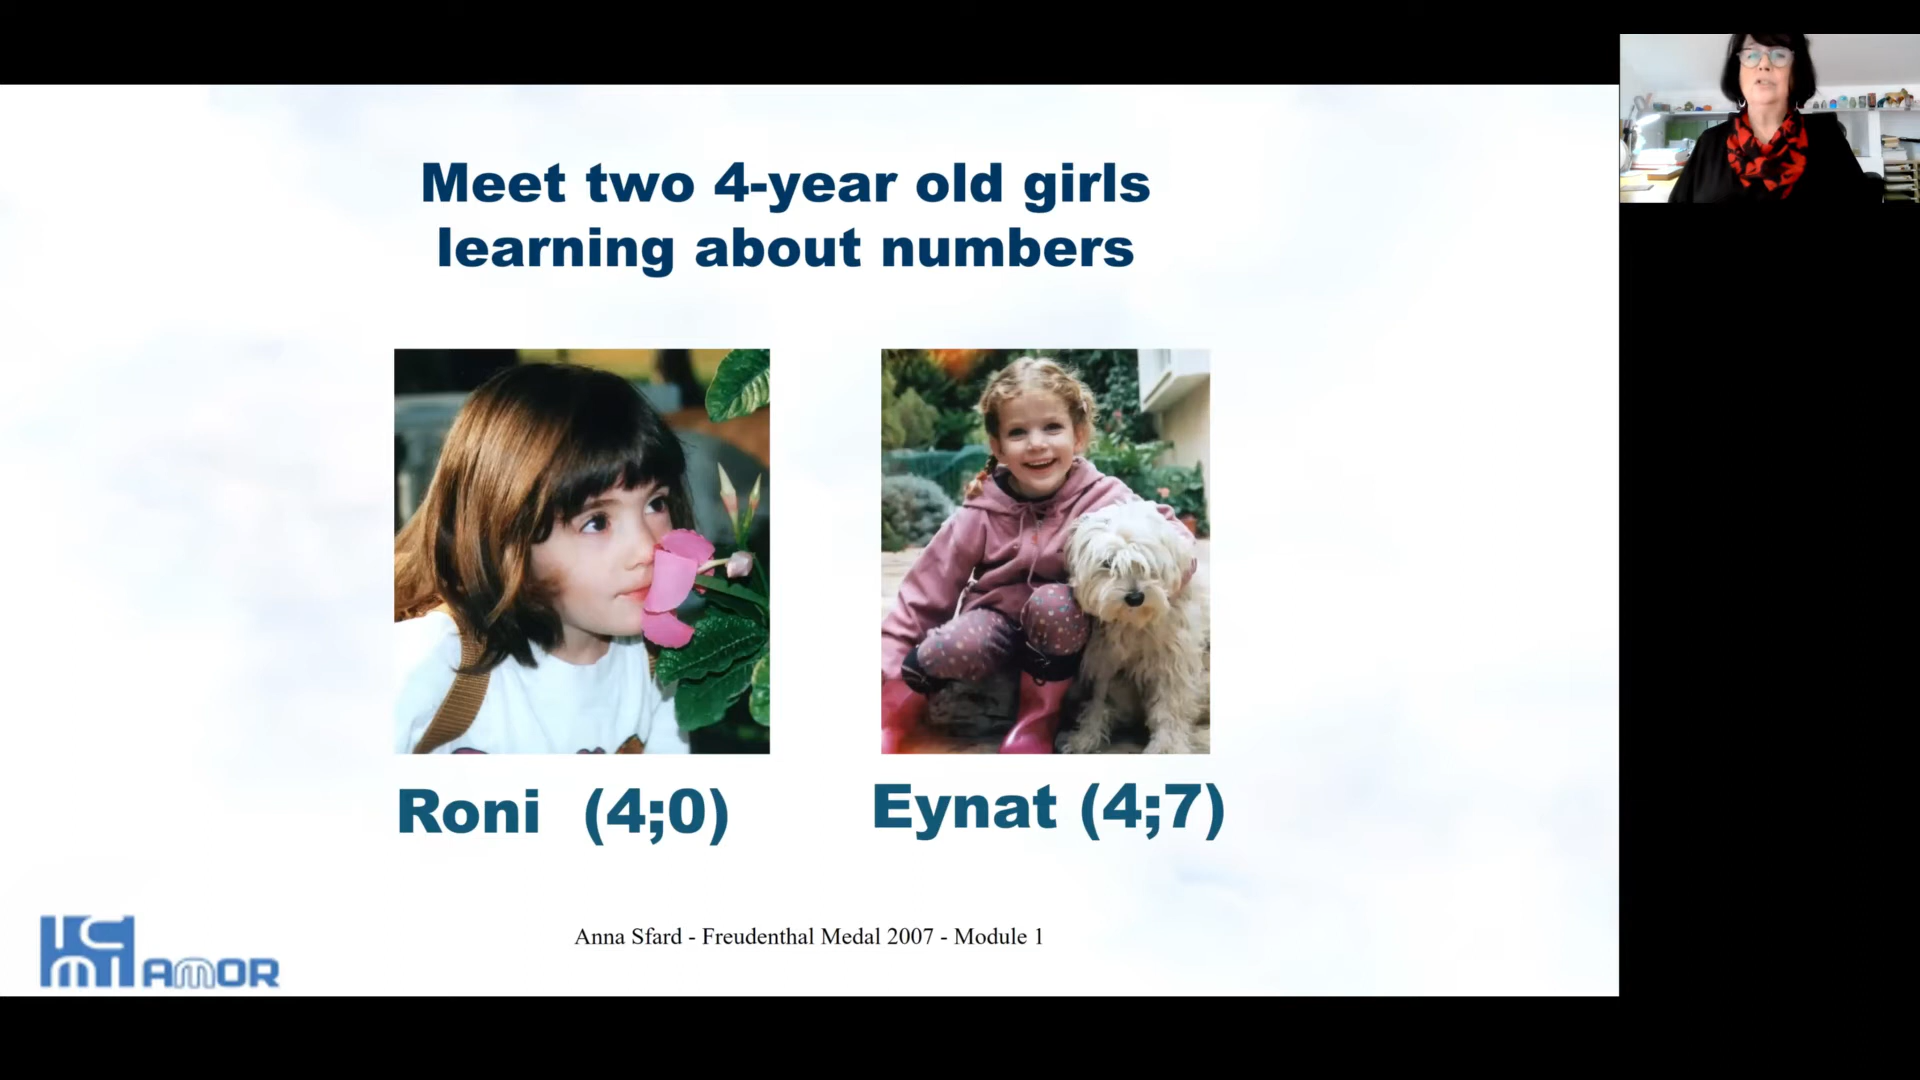 Meet two 4-year old girls
learning about numbers
Roni (4;0)
Eynat (4;7)
Anna Sfard - Freudenthal Medal 2007 - Module 1
ICMI AMOR